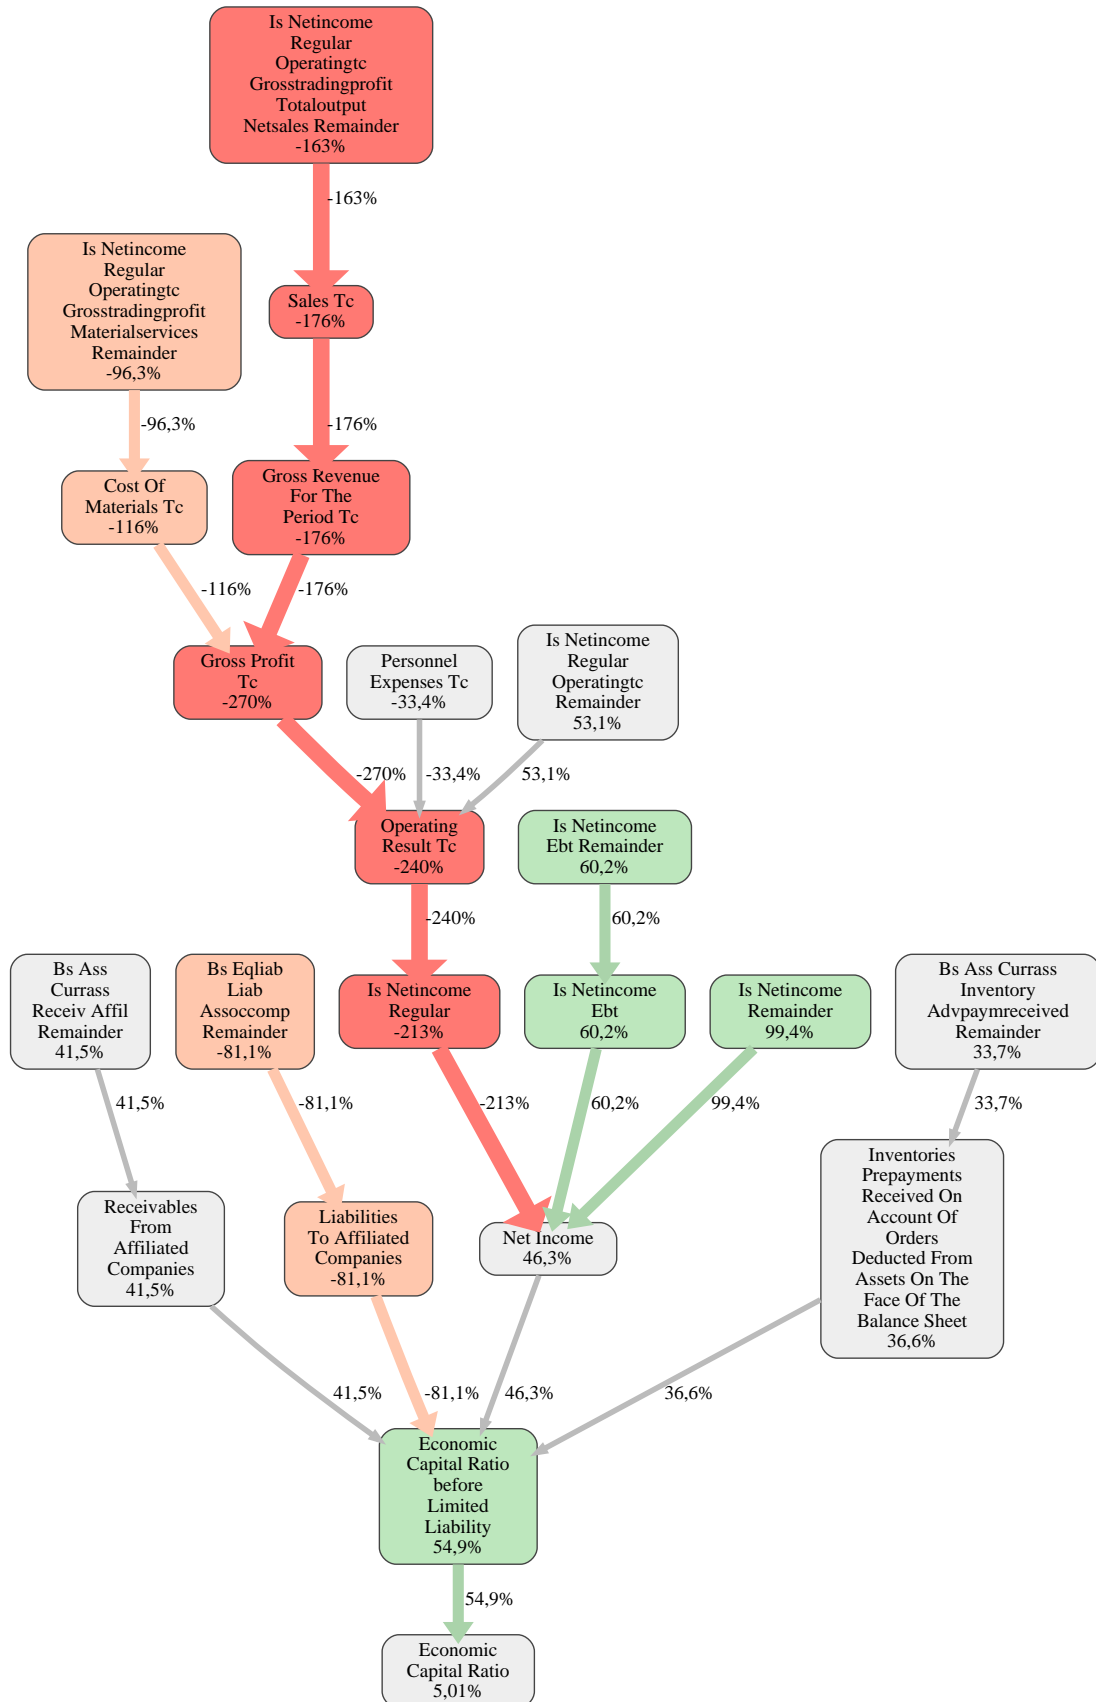 Is Netincome
Regular
Operatingtc
Grosstradingprofit
Totaloutput
Netsales Remainder
-163%
-163%
Is Netincome
Regular
Operatingtc
Grosstradingprofit
Materialservices
Remainder
-96,3%
Sales Tc
-176%
-96,3%
-176%
Cost Of
Materials Tc
-116%
Gross Revenue
For The
Period Tc
-176%
-116%
-176%
Gross Profit
Tc
-270%
Personnel
Expenses Tc
-33,4%
Is Netincome
Regular
Operatingtc
Remainder
53,1%
-270%
-33,4%
53,1%
Operating
Result Tc
-240%
Is Netincome
Ebt Remainder
60,2%
-240%
60,2%
Bs Ass
Currass
Receiv Affil
Remainder
41,5%
Bs Eqliab
Liab
Assoccomp
Remainder
-81,1%
Is Netincome
Regular
-213%
Is Netincome
Ebt
60,2%
Is Netincome
Remainder
99,4%
Bs Ass Currass
Inventory
Advpaymreceived
Remainder
33,7%
41,5%
-81,1%
-213%
60,2%
99,4%
33,7%
Receivables
From
Affiliated
Companies
41,5%
Liabilities
To Affiliated
Companies
-81,1%
Net Income
46,3%
Inventories
Prepayments
Received On
Account Of
Orders
Deducted From
Assets On The
Face Of The
Balance Sheet
36,6%
41,5%
-81,1%
46,3%
36,6%
Economic
Capital Ratio
before
Limited
Liability
54,9%
54,9%
Economic
Capital Ratio
5,01%